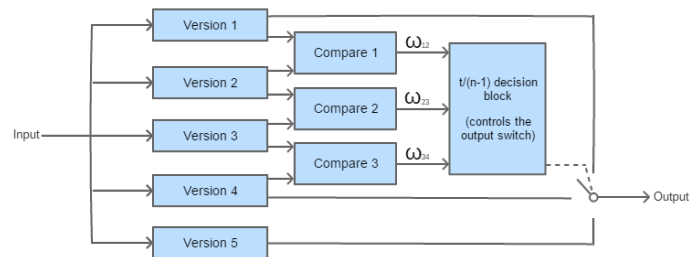 Version 1
Compare 1
ω12
Version 2
t/(n-1) decision
block
(controls the
output switch)
Compare 2
ω23
Input
Version 3
Compare 3
ω34
Version 4
Output
Version 5